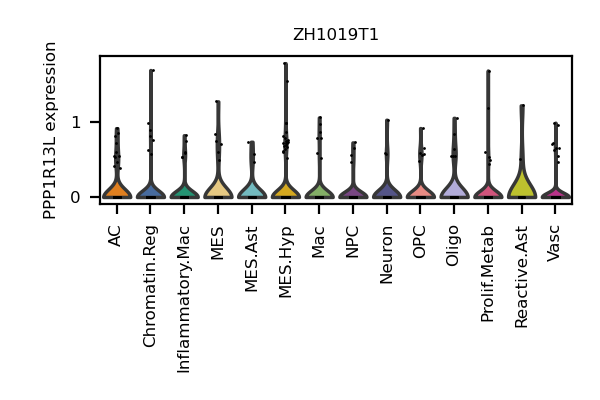 ZH1019T1
PPP1R13L expression
1
0
AC
Chromatin.Reg
Inflammatory.Mac
MES
MES.Ast
MES.Hyp
Mac
NPC
Neuron
OPC
Oligo
Prolif.Metab
Reactive.Ast
Vasc